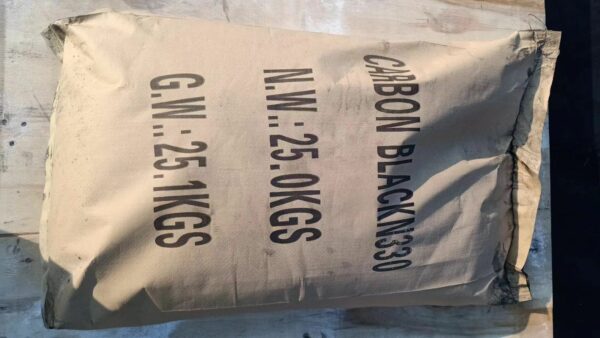 CARBON BLACKN330
N.W.: 25.0KGS
G.W.: 25.1KGS